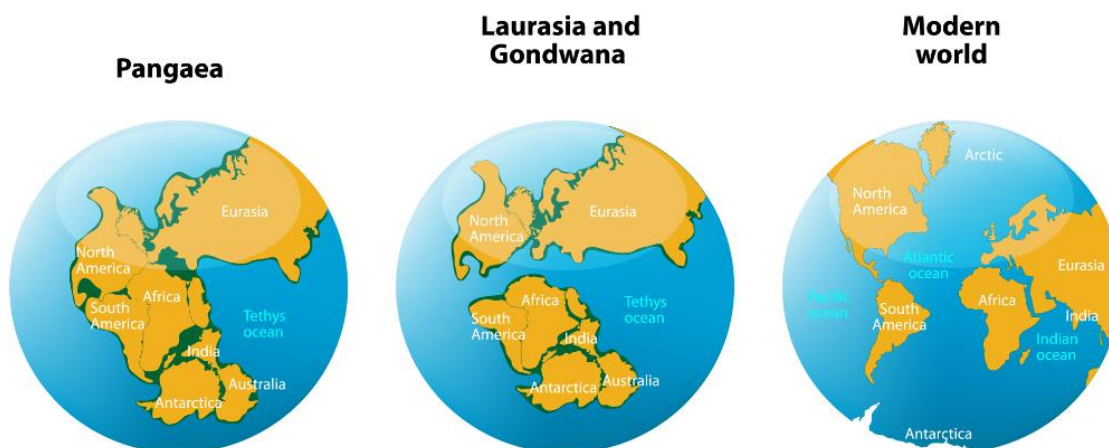 Pangaea
Eurasia
North
America
South
America
Africa
Tethys
ocean
India
Australia
Antarctica
Laurasia and
Gondwana
North
America
Eurasia
Africa
South
America
Tethys
ocean
India
Antarctica
Australia
Modern
world
Arctic
North
America
Atlantic
ocean
Eurasia
Pacific
ocean
South
America
Africa
India
Indian
ocean
Antarctica